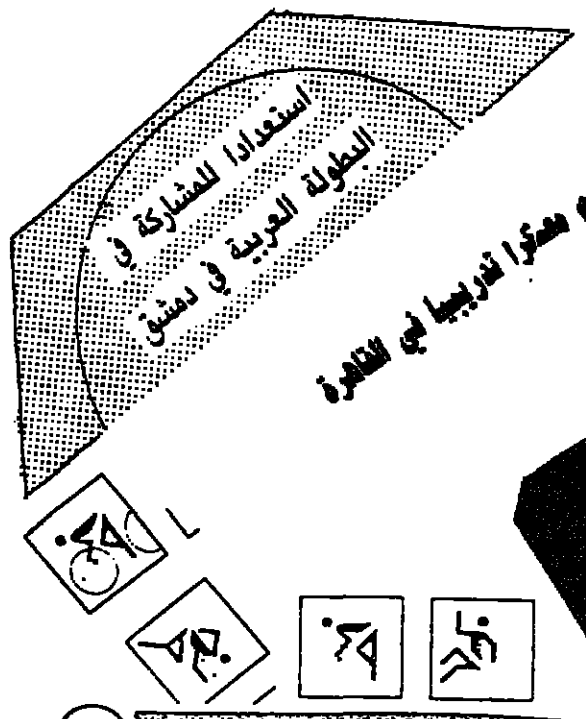 استعدادا للمشاركة في
البطولة العربية في دمشق
معسكرا تدريبيا في القاهرة